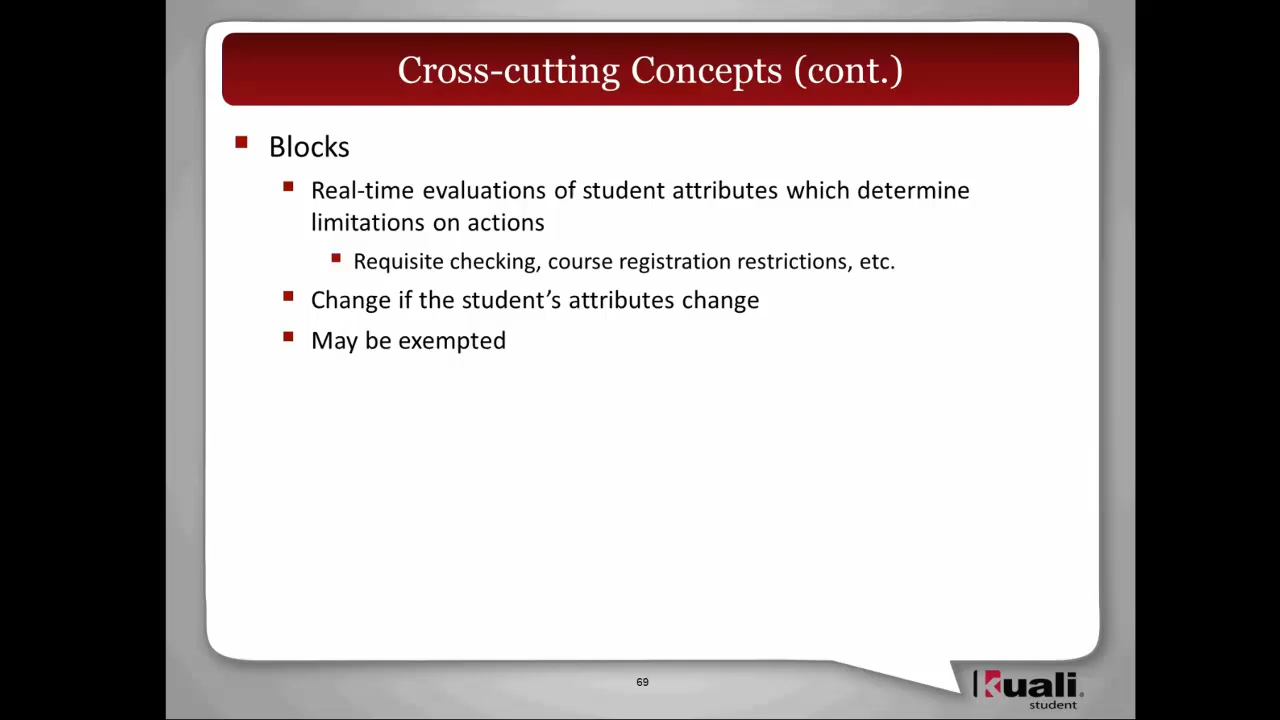 Cross-cutting Concepts (cont.)
Blocks
Real-time evaluations of student attributes which determine
limitations on actions
Requisite checking, course registration restrictions, etc.
Change if the student’s attributes change
May be exempted
69
Kuali
student